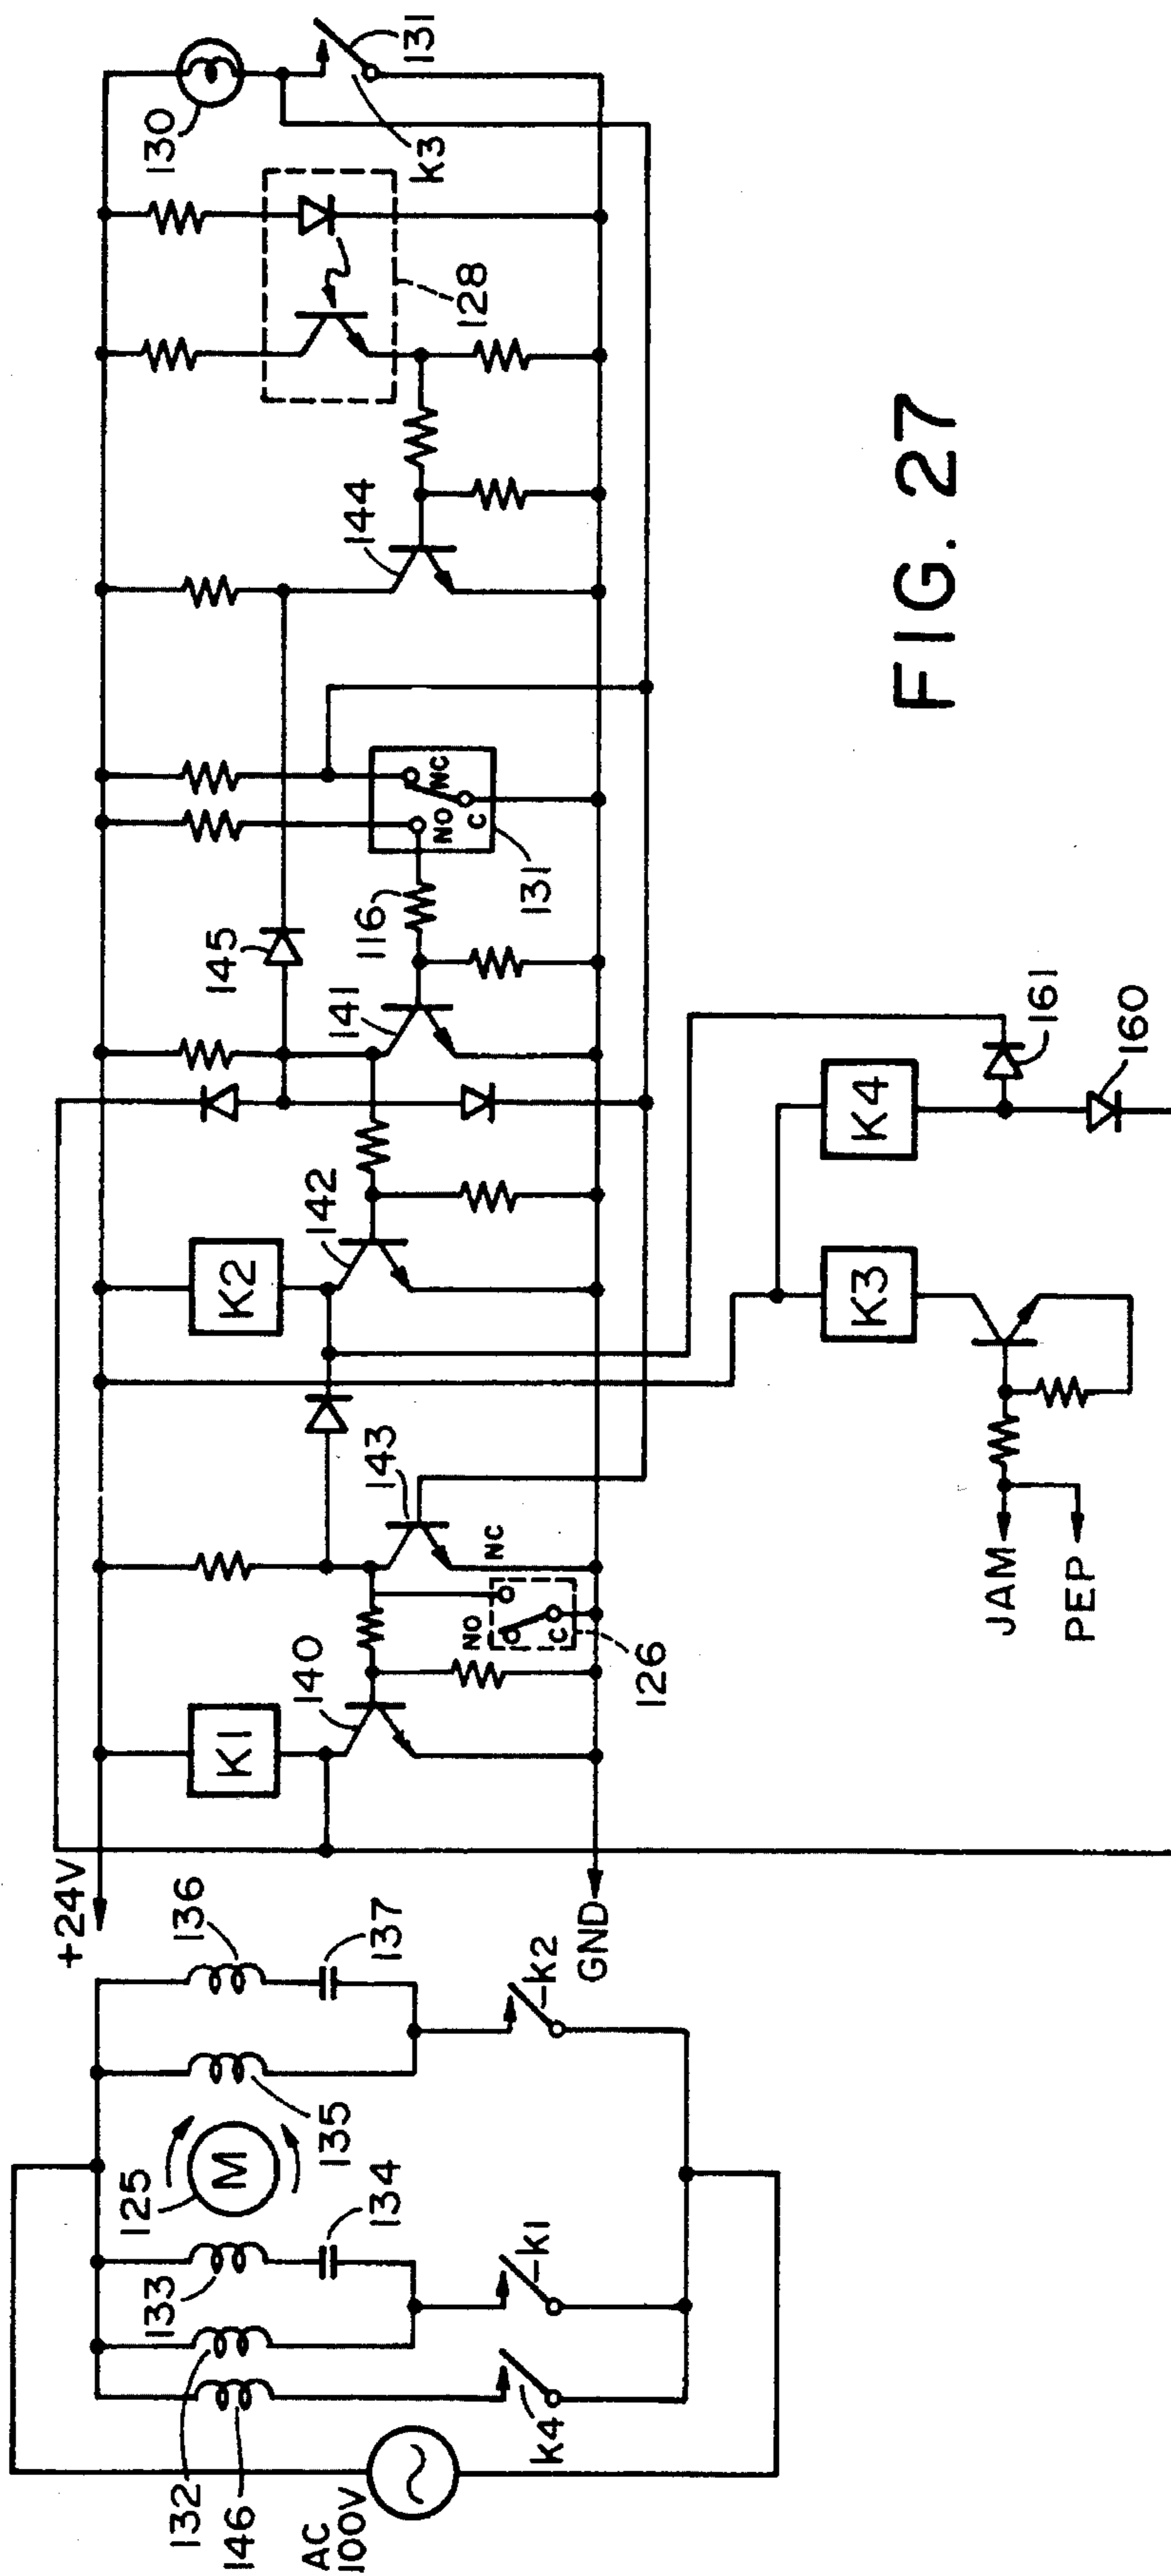 AC
100V
146
132
133
134
125
M
135
136
137
k4
k1
k2
+24V
GND
K1
140
NO
C
NC
126
143
K2
142
141
145
116
NO
NC
C
131
144
128
130
k3
131
JAM
PEP
K3
K4
161
160
FIG. 27